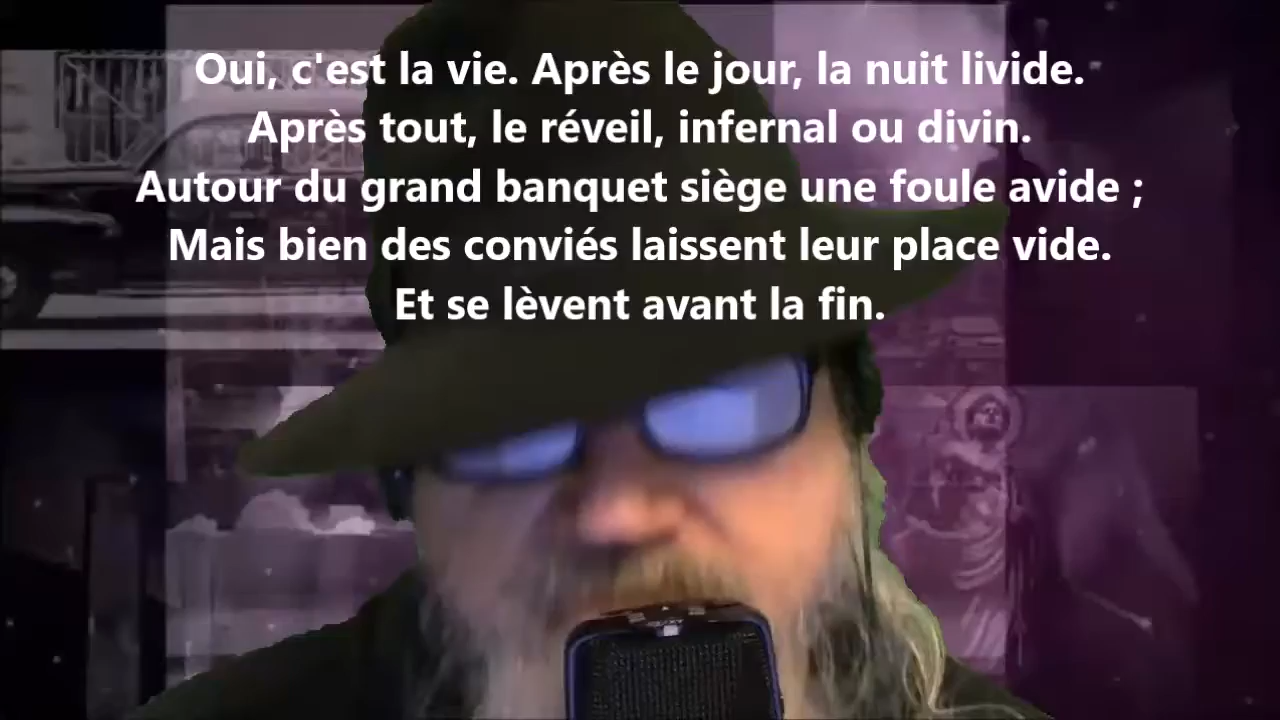 Oui, c'est la vie. Après le jour, la nuit livide.
Après tout, le réveil, infernal ou divin.
Autour du grand banquet siège une foule avide ;
Mais bien des conviés laissent leur place vide.
Et se lèvent avant la fin.